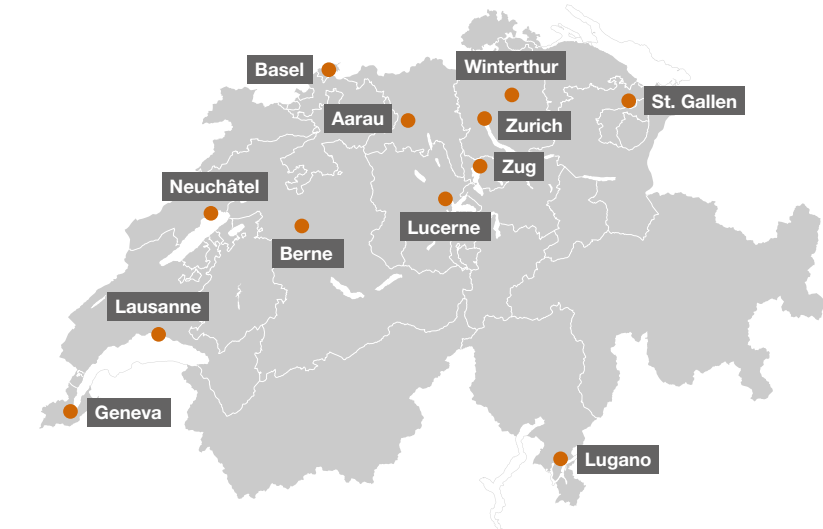 Basel
Winterthur
St. Gallen
Aarau
Zurich
Zug
Neuchâtel
Lucerne
Berne
Lausanne
Geneva
Lugano